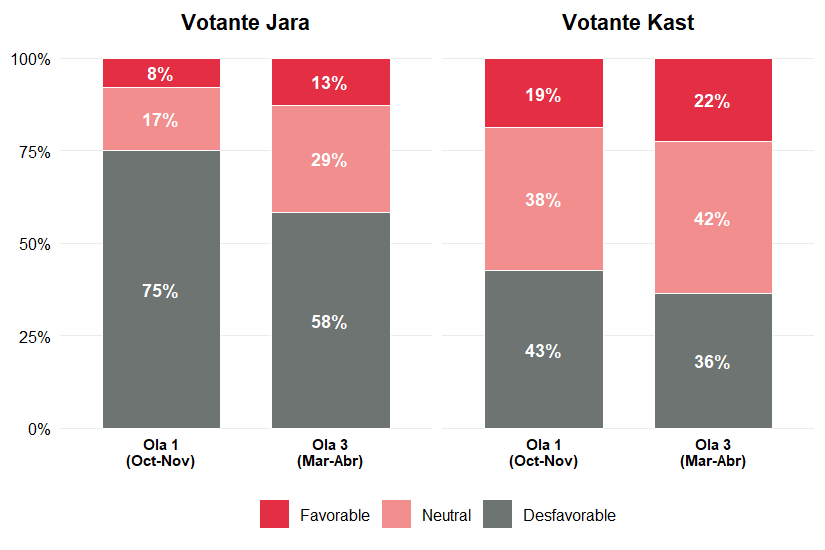 Votante Jara
Votante Kast
100%
75%
50%
25%
0%
8%
17%
75%
13%
29%
58%
19%
38%
43%
22%
42%
36%
Ola 1
(Oct-Nov)
Ola 3
(Mar-Abr)
Ola 1
(Oct-Nov)
Ola 3
(Mar-Abr)
Favorable
Neutral
Desfavorable